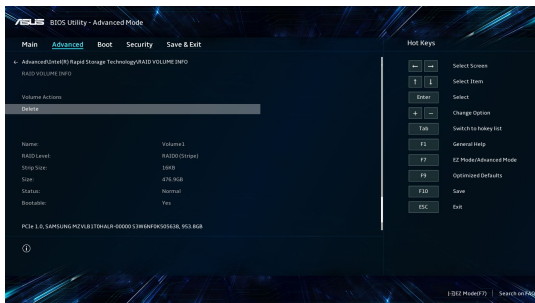 ASUS BIOS Utility - Advanced Mode
Main Advanced Boot Security Save & Exit Hot Keys
← Advanced\Intel(R) Rapid Storage Technology\RAID VOLUME INFO
RAID VOLUME INFO
Volume Actions
Delete
Name: Volume1
RAID Level: RAID0 (Stripe)
Strip Size: 16KB
Size: 476.9GB
Status: Normal
Bootable: Yes
PCIe 1.0, SAMSUNG MZVLB1T0HALR-00000 S3W6NF0K505638, 953.8GB
← → Select Screen
↑ ↓ Select Item
Enter Select
+ − Change Option
Tab Switch to hokey list
F1 General Help
F7 EZ Mode/Advanced Mode
F9 Optimized Defaults
F10 Save
ESC Exit
EZ Mode(F7) | Search on FAQ